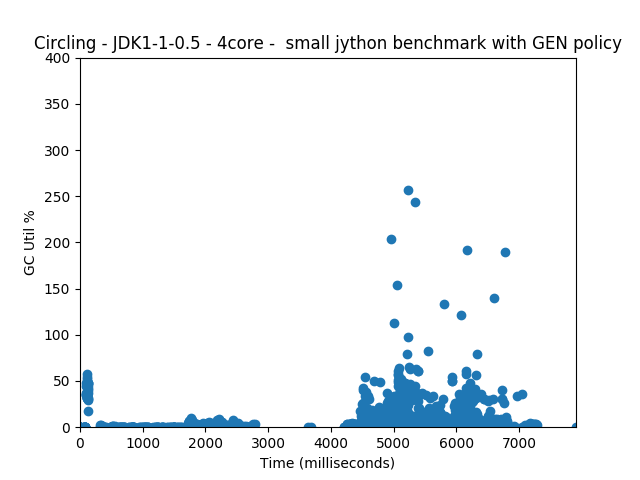 Circling - JDK1-1-0.5 - 4core -  small jython benchmark with GEN policy
400
350
300
250
200
150
100
50
0
GC Util %
0 1000 2000 3000 4000 5000 6000 7000
Time (milliseconds)